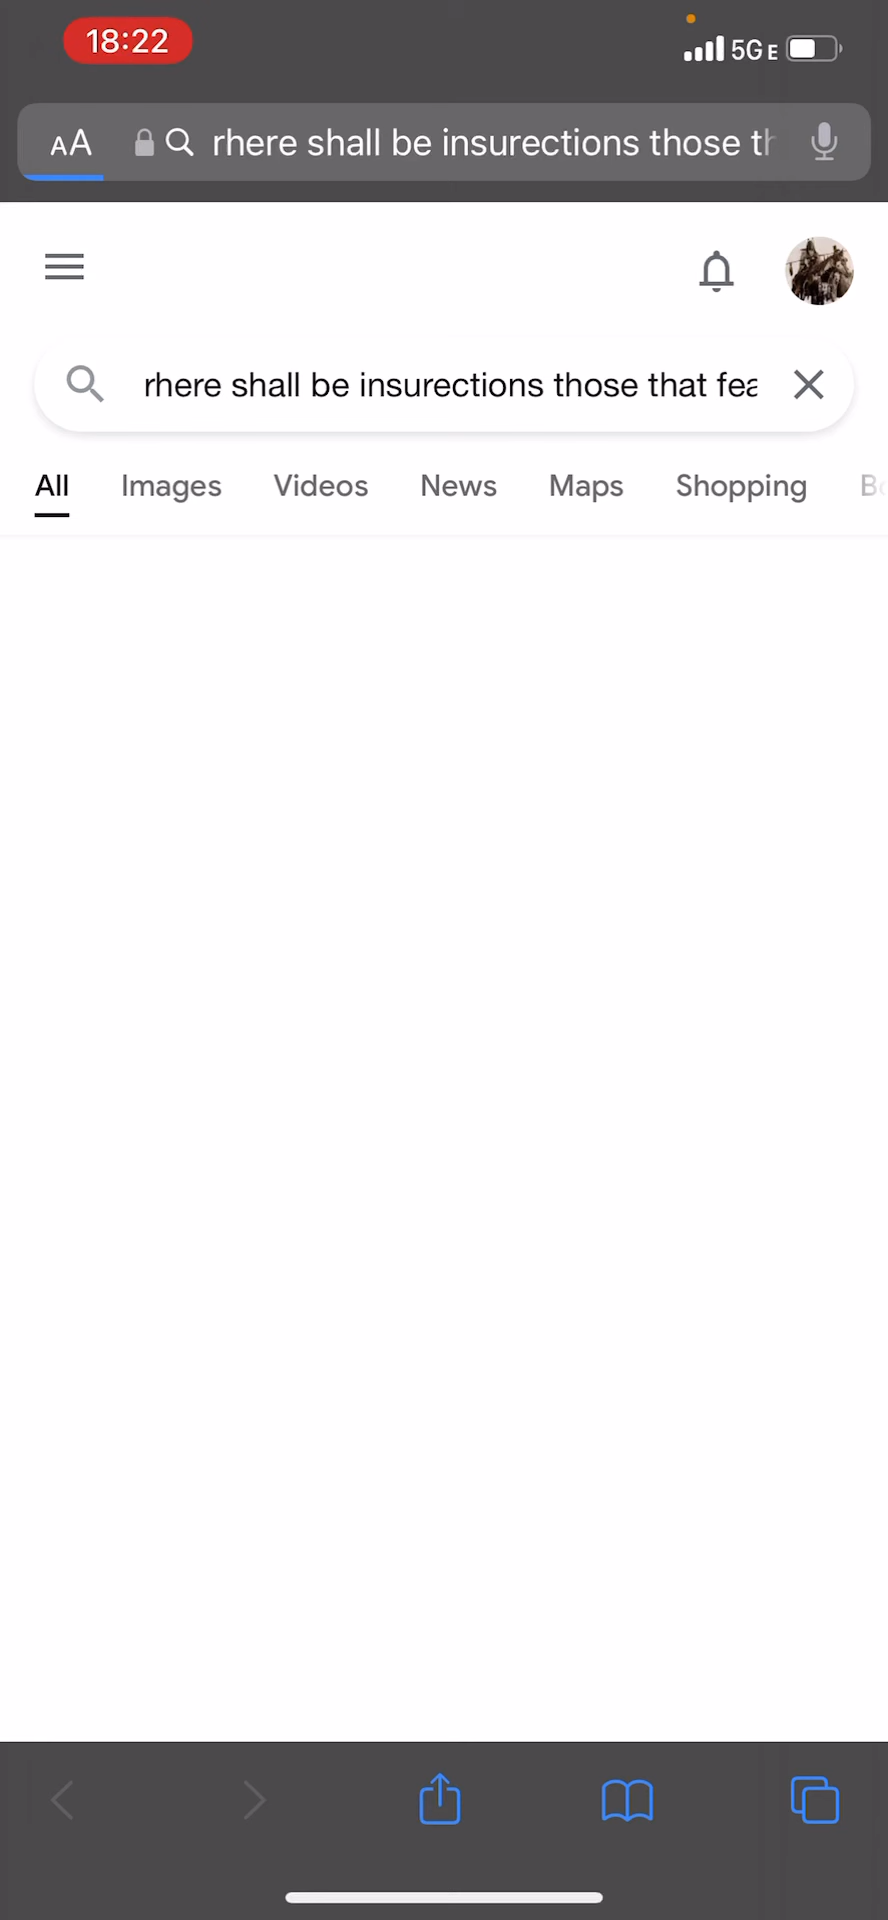 18:22
5GE
AA rhere shall be insurections those th
rhere shall be insurections those that fea
All Images Videos News Maps Shopping